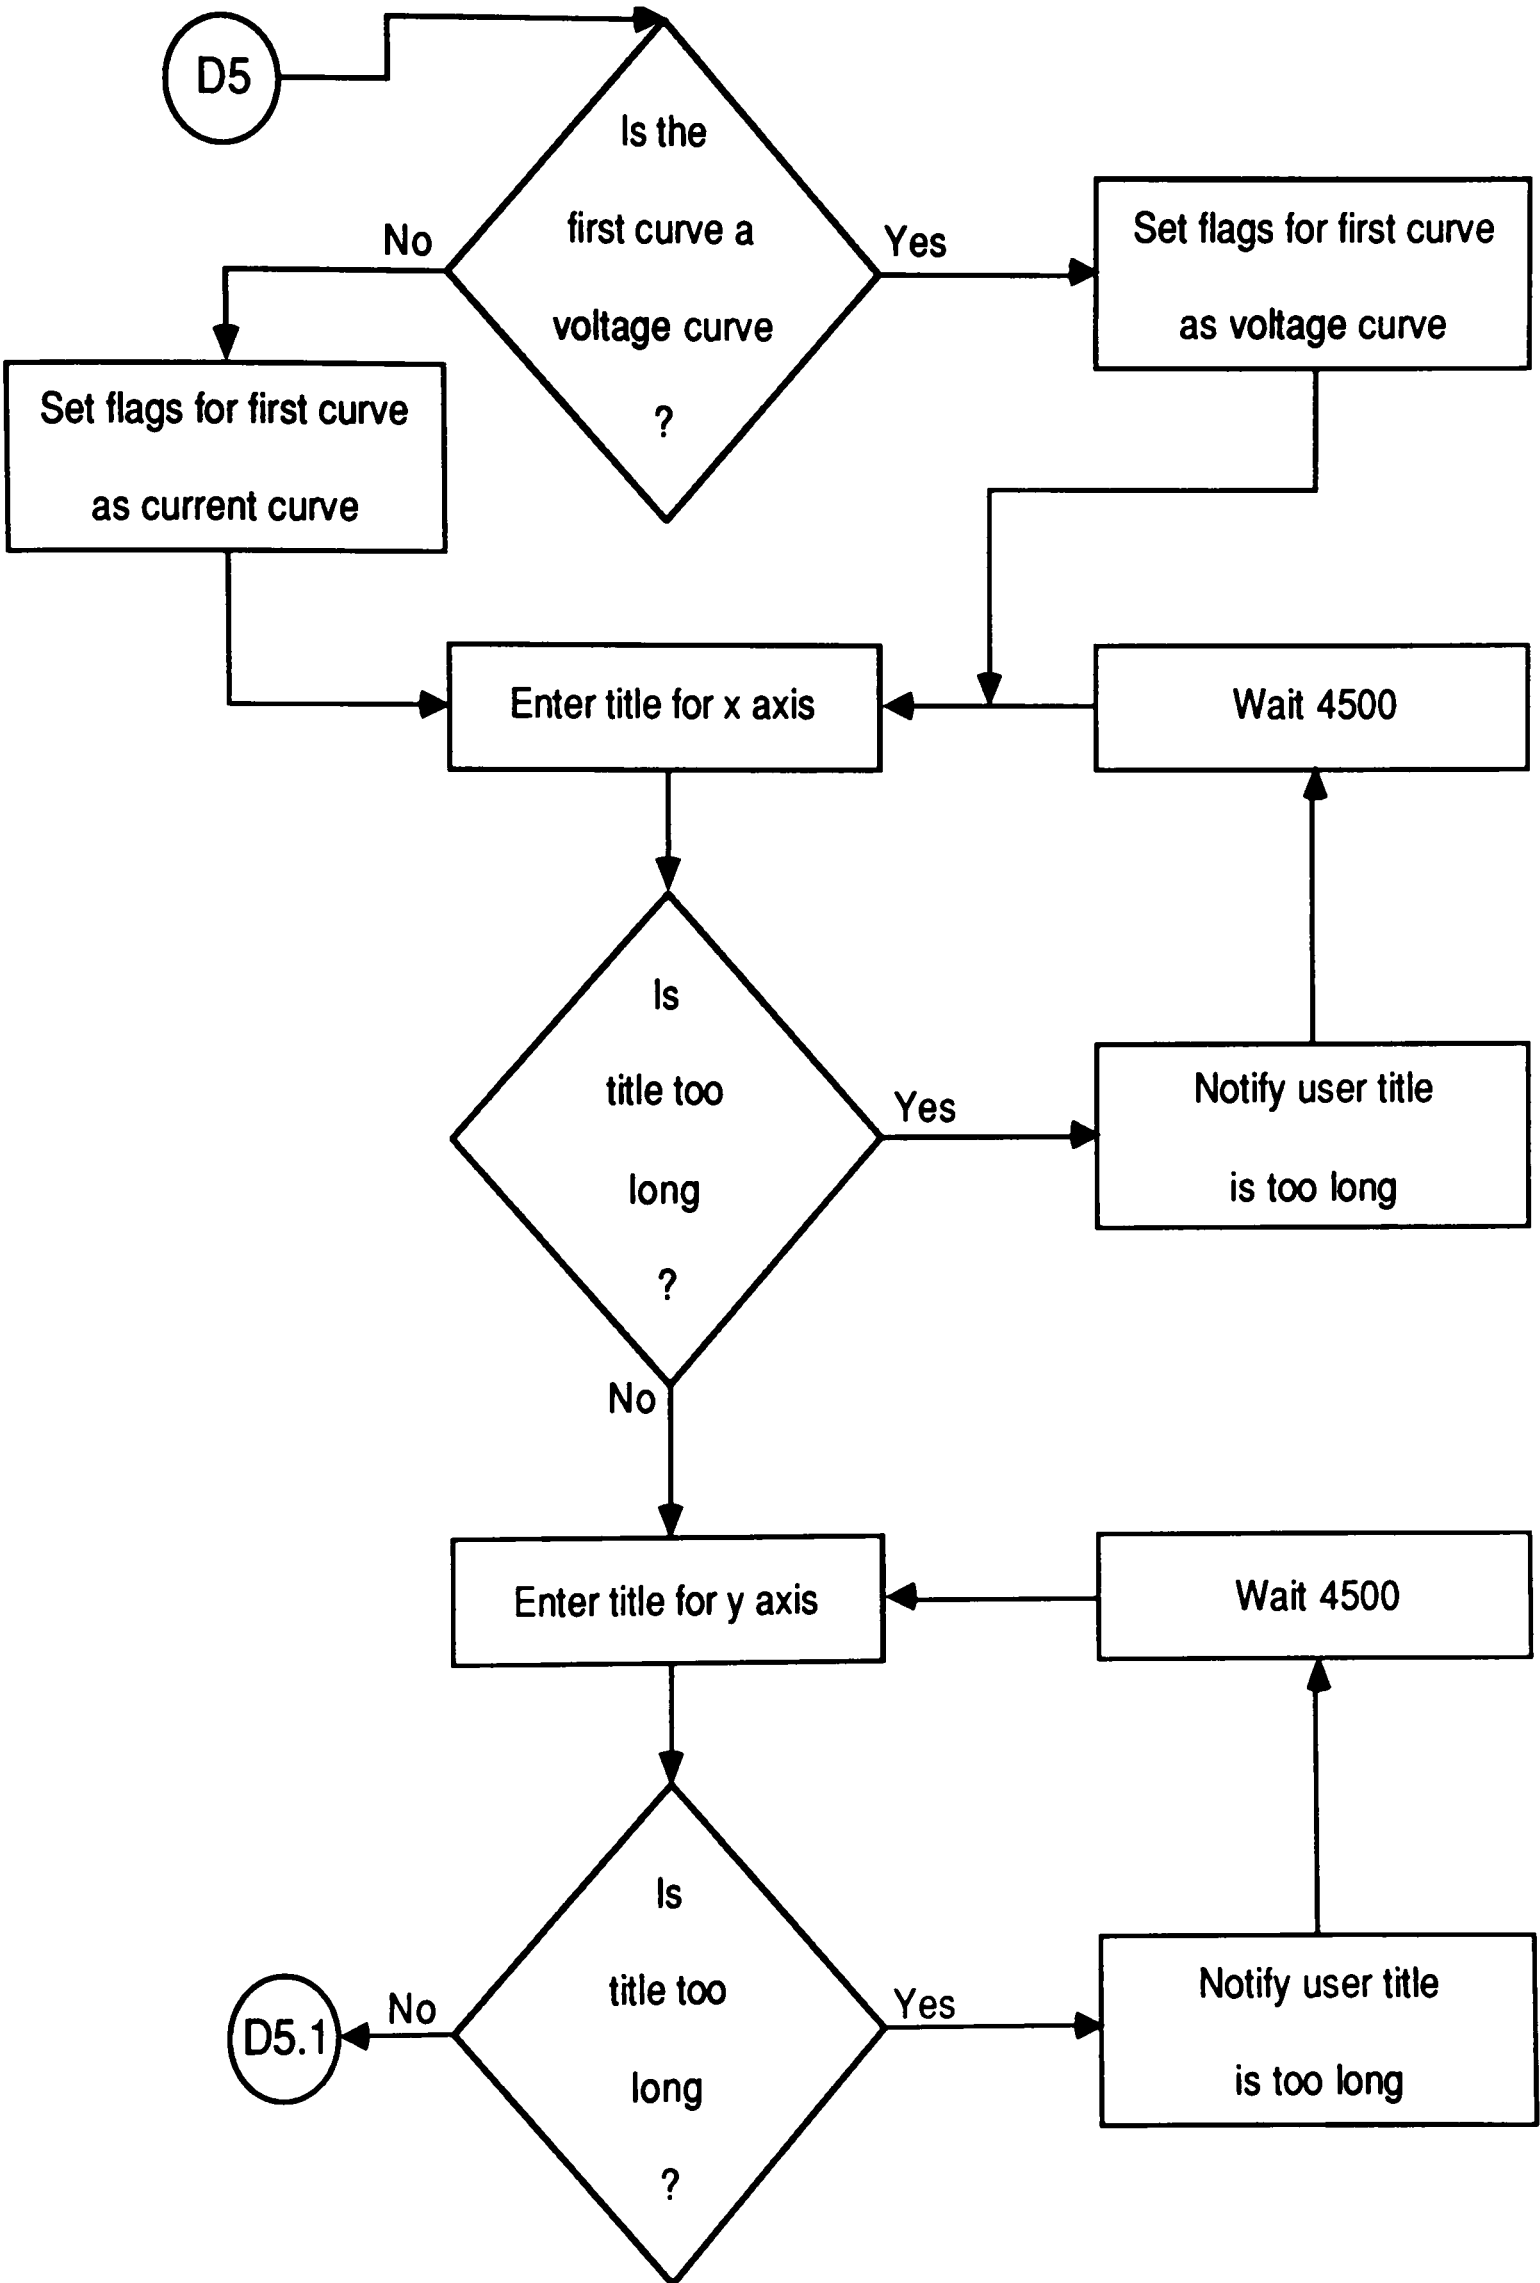 D5
Is the
first curve a
voltage curve
?
No
Yes
Set flags for first curve
as voltage curve
Set flags for first curve
as current curve
Enter title for x axis
Wait 4500
Is
title too
long
?
Yes
Notify user title
is too long
No
Enter title for y axis
Wait 4500
Is
title too
long
?
Yes
Notify user title
is too long
No
D5.1